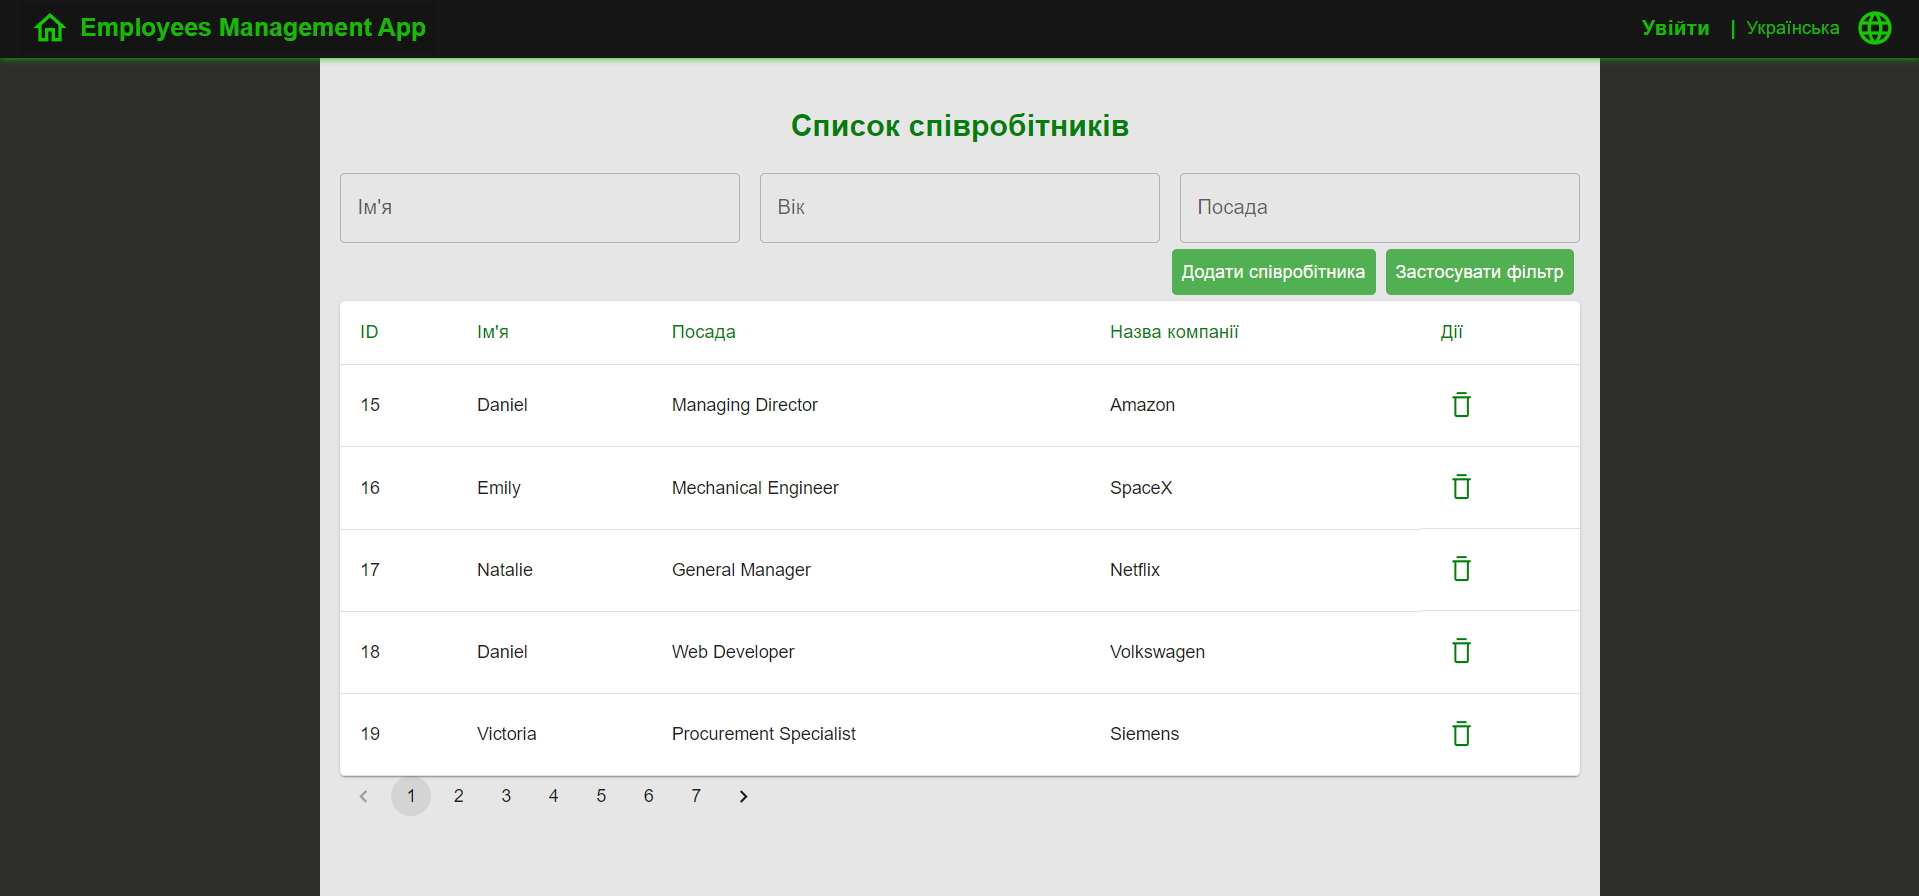 Employees Management App
Увійти | Українська
Список співробітників
Ім'я Вік Посада
Додати співробітника Застосувати фільтр
ID Ім'я Посада Назва компанії Дії
15 Daniel Managing Director Amazon
16 Emily Mechanical Engineer SpaceX
17 Natalie General Manager Netflix
18 Daniel Web Developer Volkswagen
19 Victoria Procurement Specialist Siemens
1 2 3 4 5 6 7